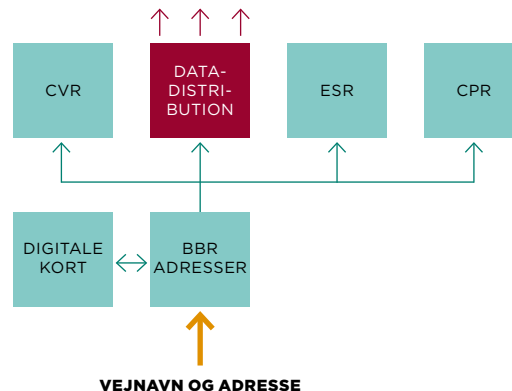 CVR
DATA-
DISTRI-
BUTION
ESR
CPR
DIGITALE
KORT
BBR
ADRESSER
VEJNAVN OG ADRESSE